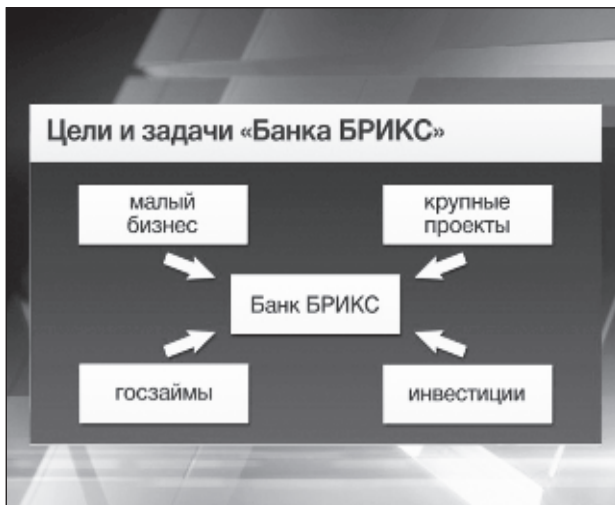 Цели и задачи «Банка БРИКС»
малый
бизнес
крупные
проекты
Банк БРИКС
госзаймы
инвестиции